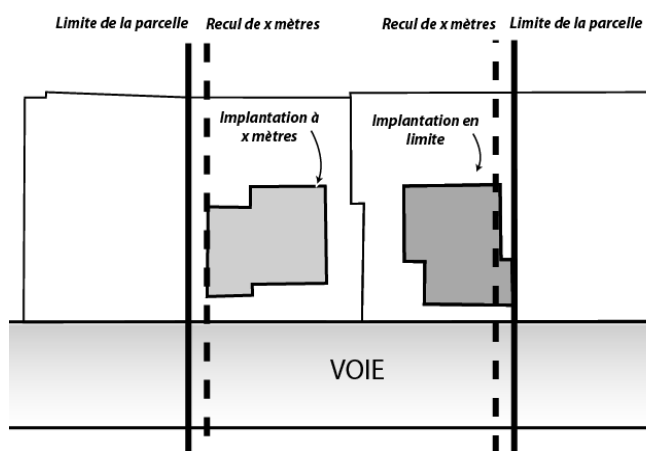 Limite de la parcelle Recul de x mètres Recul de x mètres Limite de la parcelle
Implantation à
x mètres
Implantation en
limite
VOIE